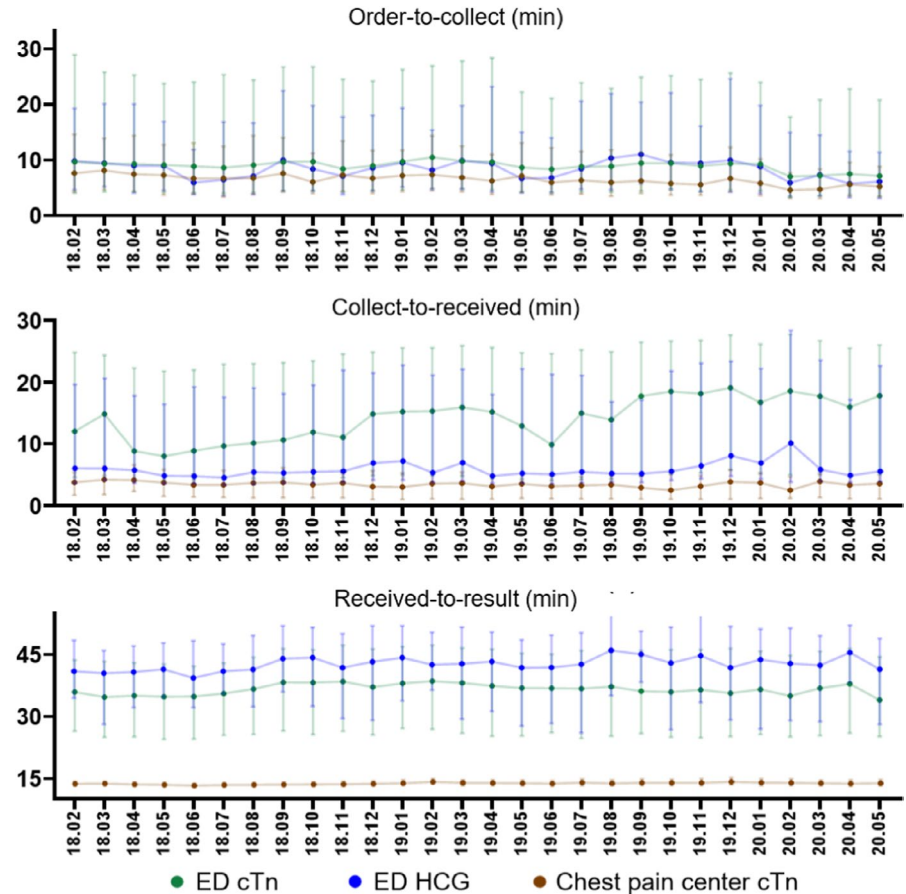 Order-to-collect (min)
30
20
10
0
18.02 18.03 18.04 18.05 18.06 18.07 18.08 18.09 18.10 18.11 18.12 19.01 19.02 19.03 19.04 19.05 19.06 19.07 19.08 19.09 19.10 19.11 19.12 20.01 20.02 20.03 20.04 20.05
Collect-to-received (min)
30
20
10
0
18.02 18.03 18.04 18.05 18.06 18.07 18.08 18.09 18.10 18.11 18.12 19.01 19.02 19.03 19.04 19.05 19.06 19.07 19.08 19.09 19.10 19.11 19.12 20.01 20.02 20.03 20.04 20.05
Received-to-result (min)
45
30
15
18.02 18.03 18.04 18.05 18.06 18.07 18.08 18.09 18.10 18.11 18.12 19.01 19.02 19.03 19.04 19.05 19.06 19.07 19.08 19.09 19.10 19.11 19.12 20.01 20.02 20.03 20.04 20.05
ED cTn ED HCG Chest pain center cTn